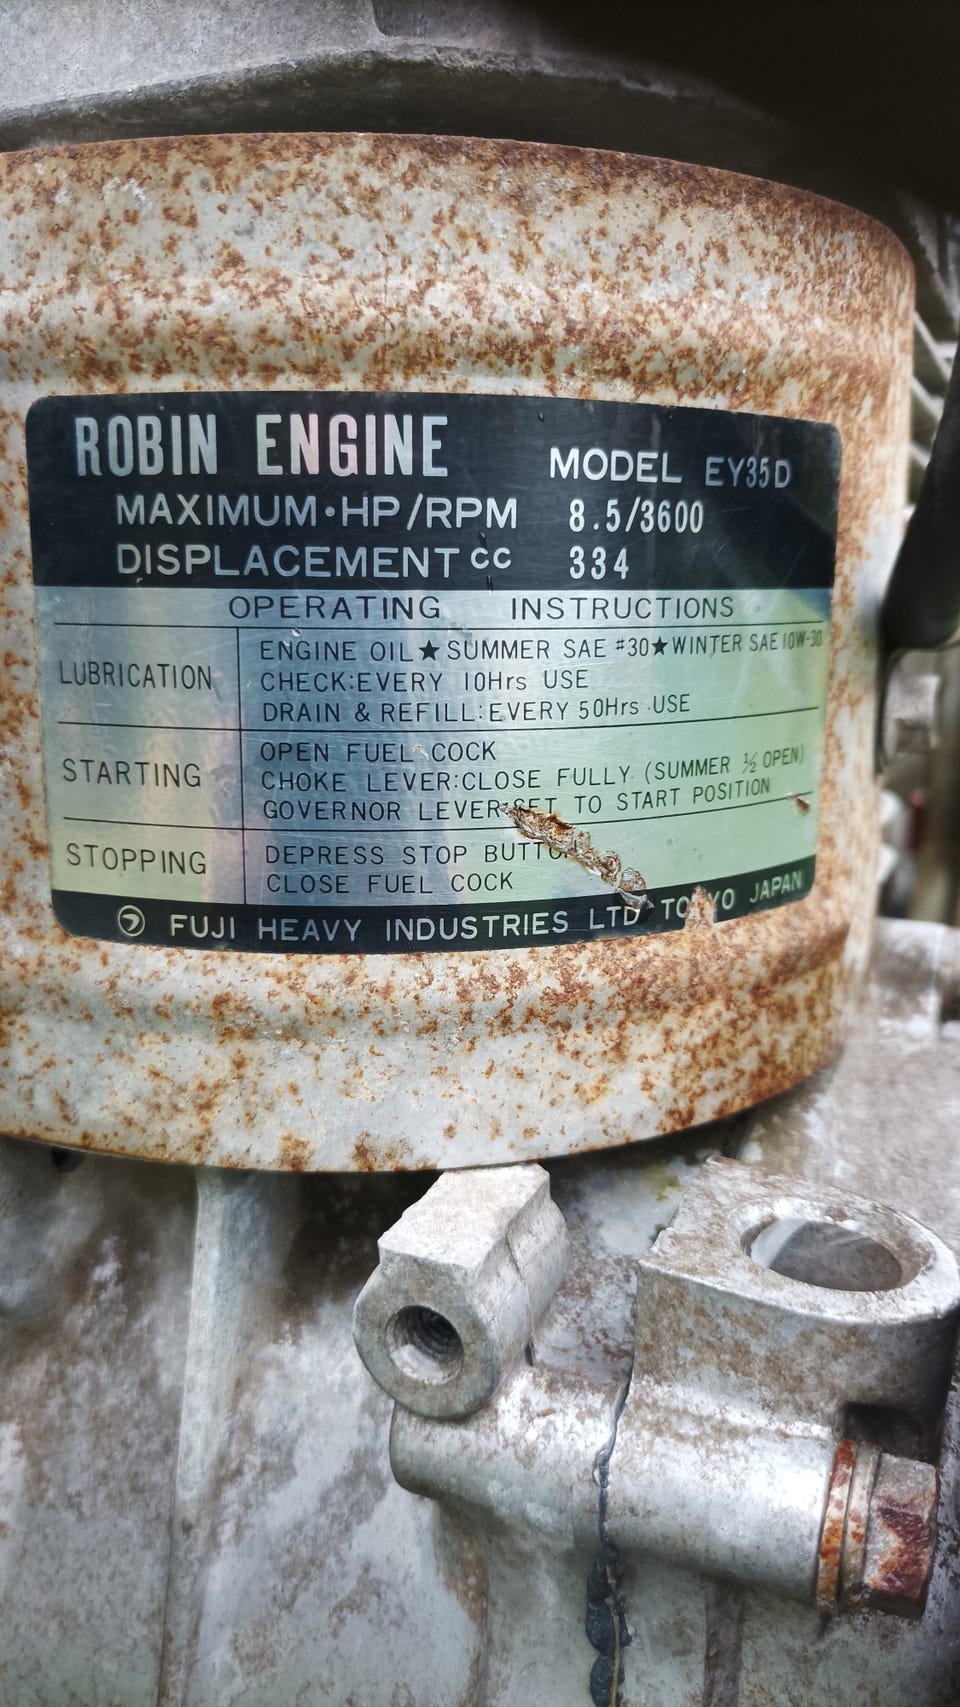 ROBIN ENGINE MODEL EY35D
MAXIMUM·HP/RPM 8.5/3600
DISPLACEMENT CC 334
OPERATING INSTRUCTIONS
LUBRICATION
ENGINE OIL★SUMMER SAE #30★WINTER SAE 10W-30
CHECK:EVERY 10Hrs USE
DRAIN & REFILL:EVERY 50Hrs USE
STARTING
OPEN FUEL COCK
CHOKE LEVER:CLOSE FULLY (SUMMER ½ OPEN)
GOVERNOR LEVER:SET TO START POSITION
STOPPING
DEPRESS STOP
CLOSE FUEL COCK
FUJI HEAVY INDUSTRIES LTD JAPAN